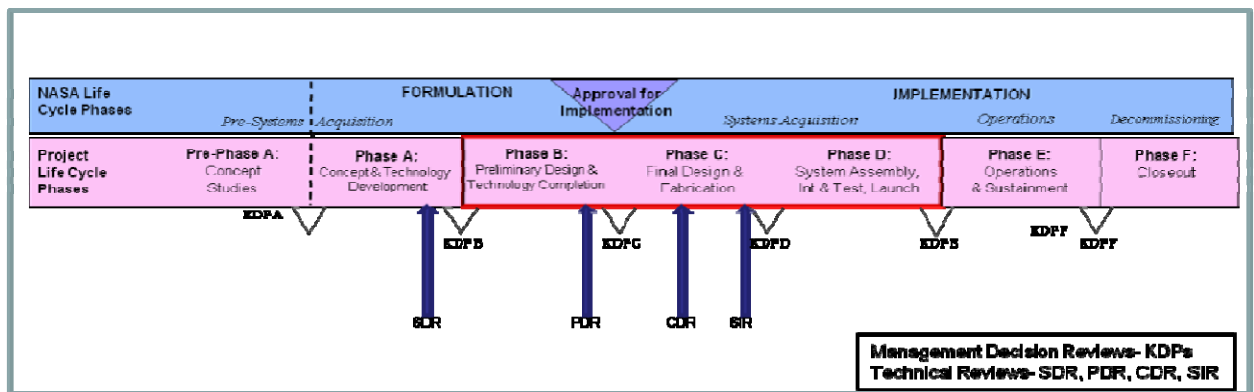 NASA Life
Cycle Phases
FORMULATION
Approval for
Implementation
IMPLEMENTATION
Pre-Systems Acquisition
Systems Acquisition
Operations
Decommissioning
Project
Life Cycle
Phases
Pre-Phase A:
Concept
Studies
Phase A:
Concept & Technology
Development
Phase B:
Preliminary Design &
Technology Completion
Phase C:
Final Design &
Fabrication
Phase D:
System Assembly,
Int & Test, Launch
Phase E:
Operations
& Sustainment
Phase F:
Closeout
KDPA
KDPB
KDPC
KDPD
KDPE
KDPF
KDPF
SDR
PDR
CDR
SIR
Management Decision Reviews- KDPs
Technical Reviews- SDR, PDR, CDR, SIR